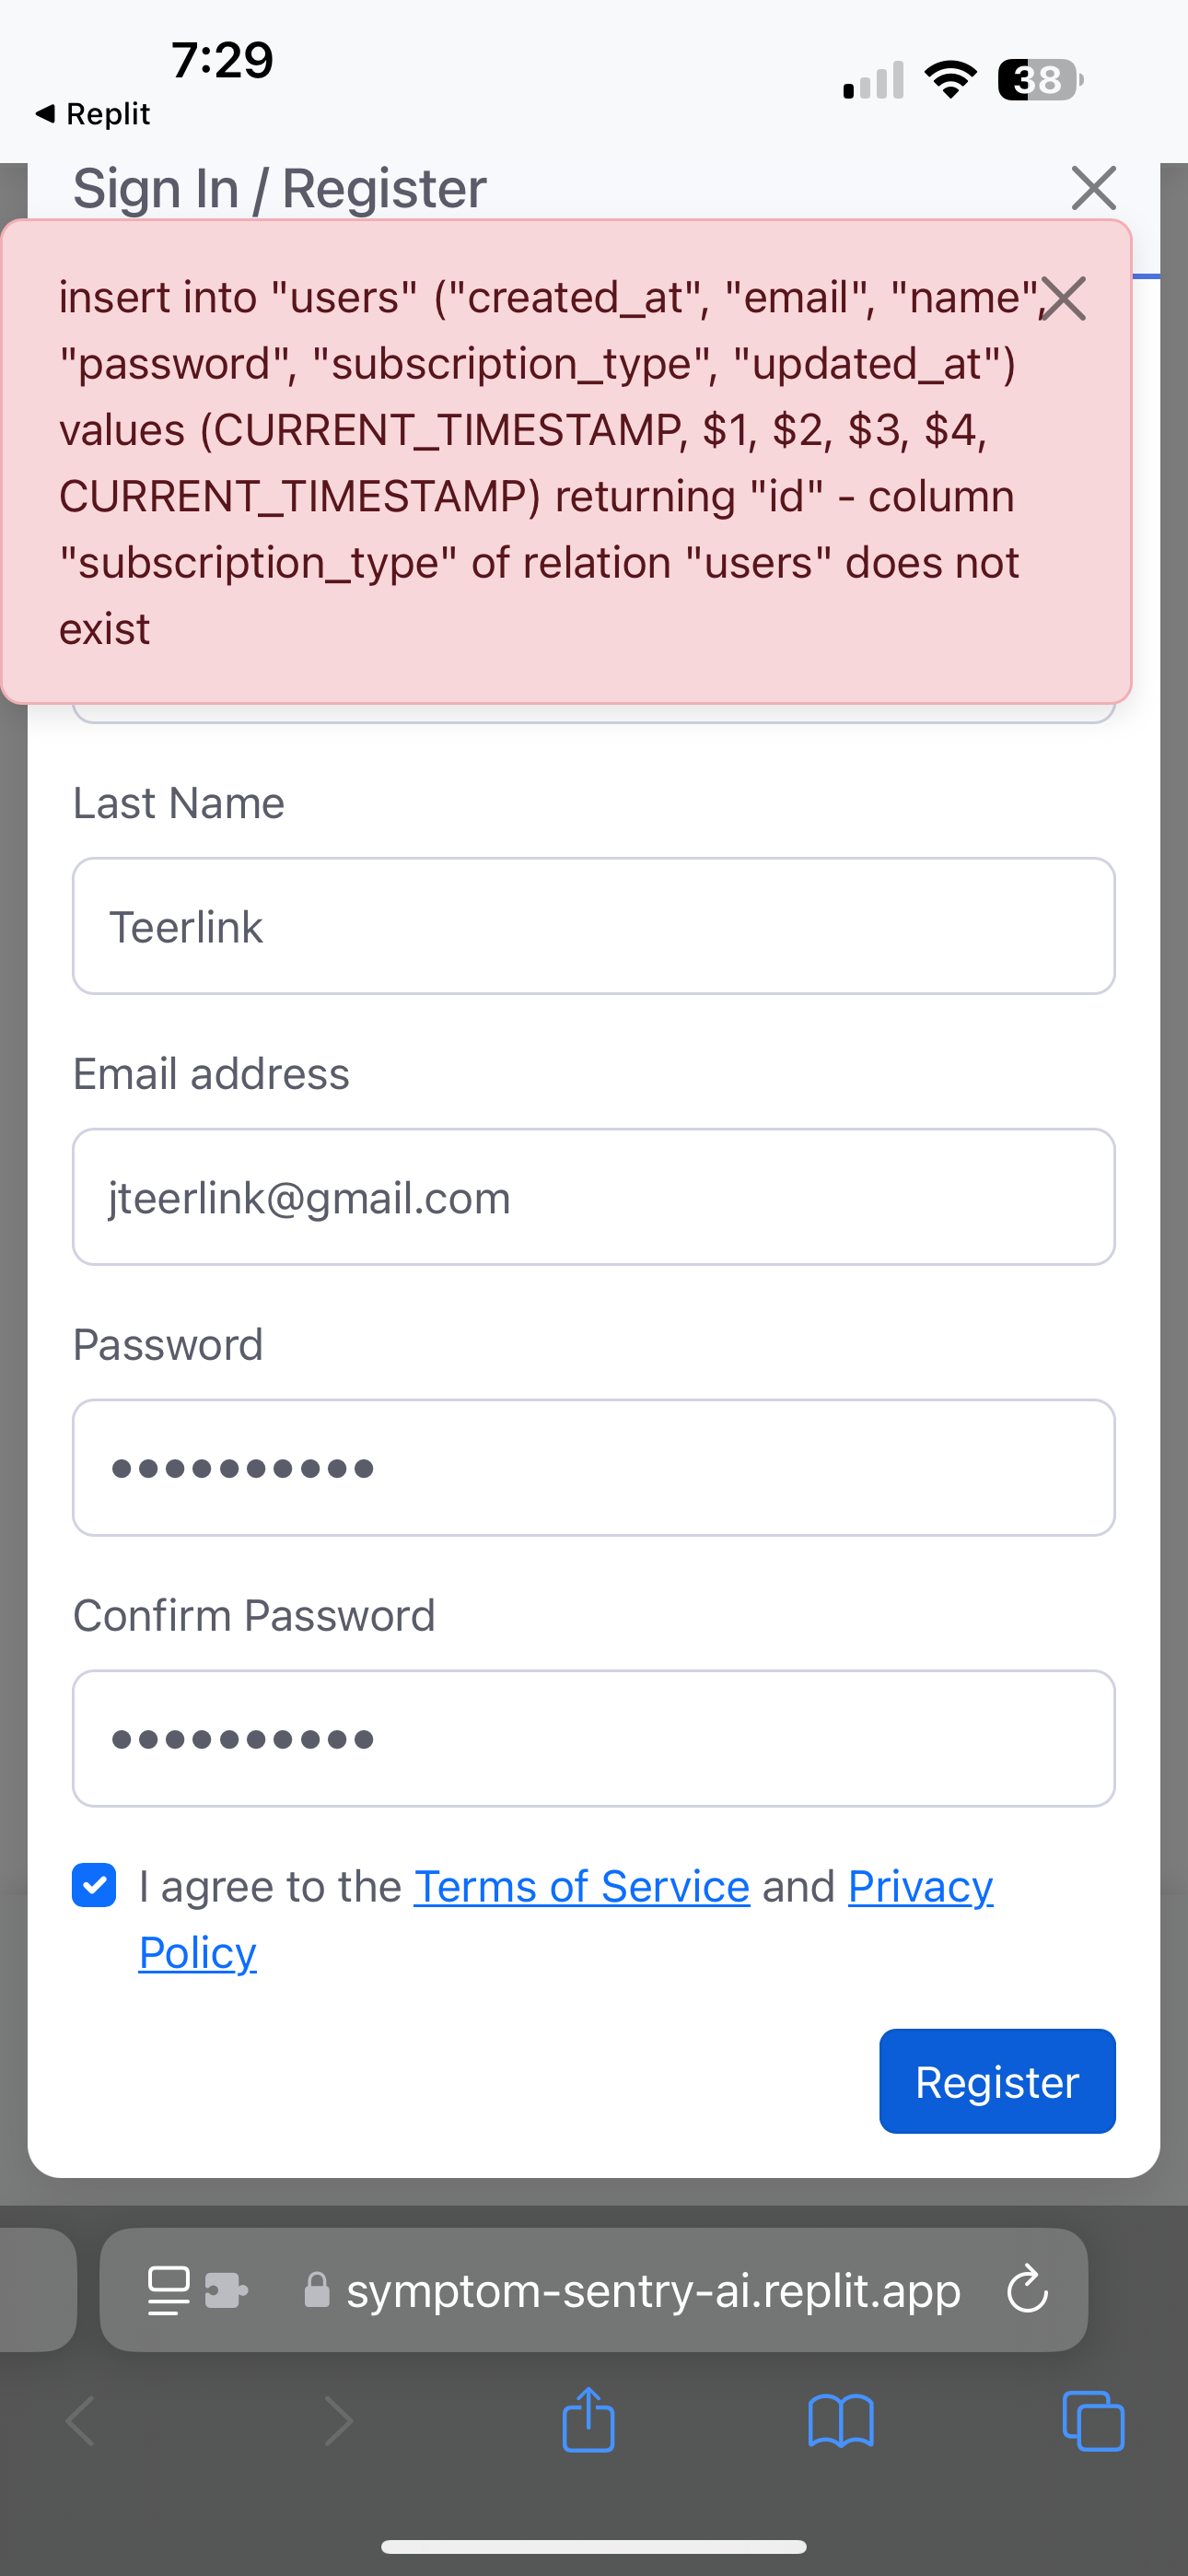 7:29
38
◀ Replit
Sign In / Register
insert into "users" ("created_at", "email", "name",
"password", "subscription_type", "updated_at")
values (CURRENT_TIMESTAMP, $1, $2, $3, $4,
CURRENT_TIMESTAMP) returning "id" - column
"subscription_type" of relation "users" does not
exist
Last Name
Teerlink
Email address
jteerlink@gmail.com
Password
••••••••••
Confirm Password
••••••••••
I agree to the Terms of Service and Privacy
Policy
Register
symptom-sentry-ai.replit.app